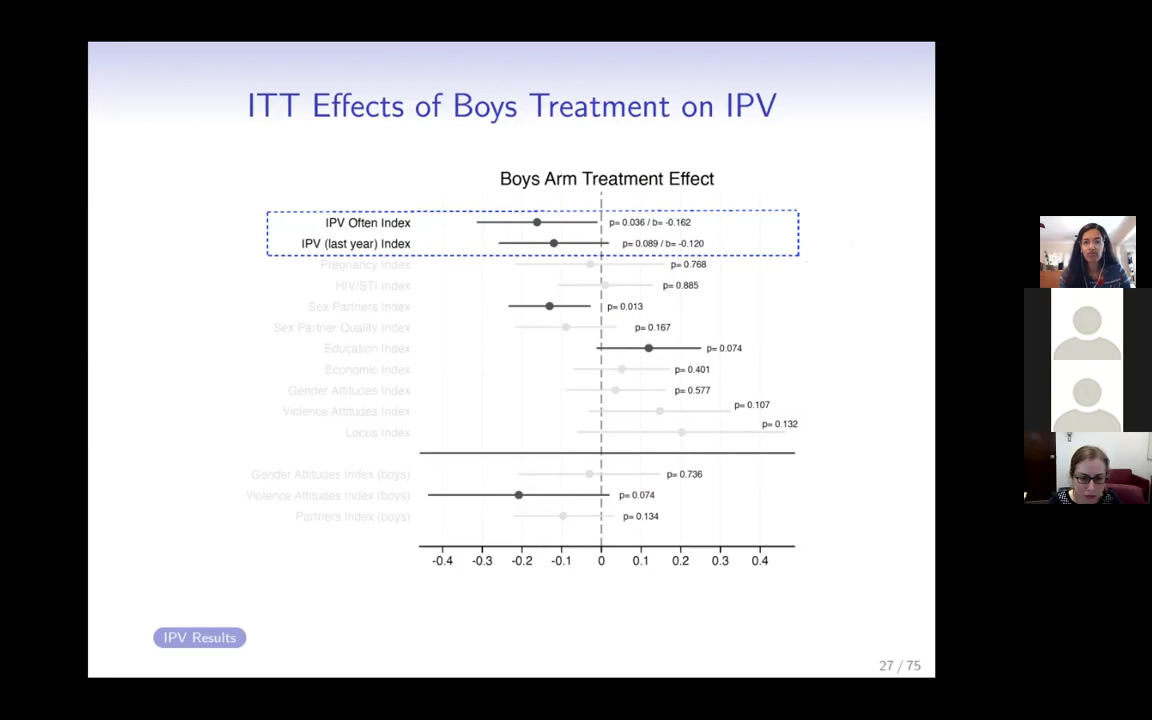 ITT Effects of Boys Treatment on IPV
Boys Arm Treatment Effect
IPV Often Index p= 0.036 / b= -0.162
IPV (last year) Index p= 0.089 / b= -0.120
Pregnancy Index p= 0.768
HIV/STI Index p= 0.885
Sex Partners Index p= 0.013
Sex Partner Quality Index p= 0.167
Education Index p= 0.074
Economic Index p= 0.401
Gender Attitudes Index p= 0.577
Violence Attitudes Index p= 0.107
Locus Index p= 0.132
Gender Attitudes Index (boys) p= 0.736
Violence Attitudes Index (boys) p= 0.074
Partners Index (boys) p= 0.134
-0.4 -0.3 -0.2 -0.1 0 0.1 0.2 0.3 0.4
IPV Results
27 / 75